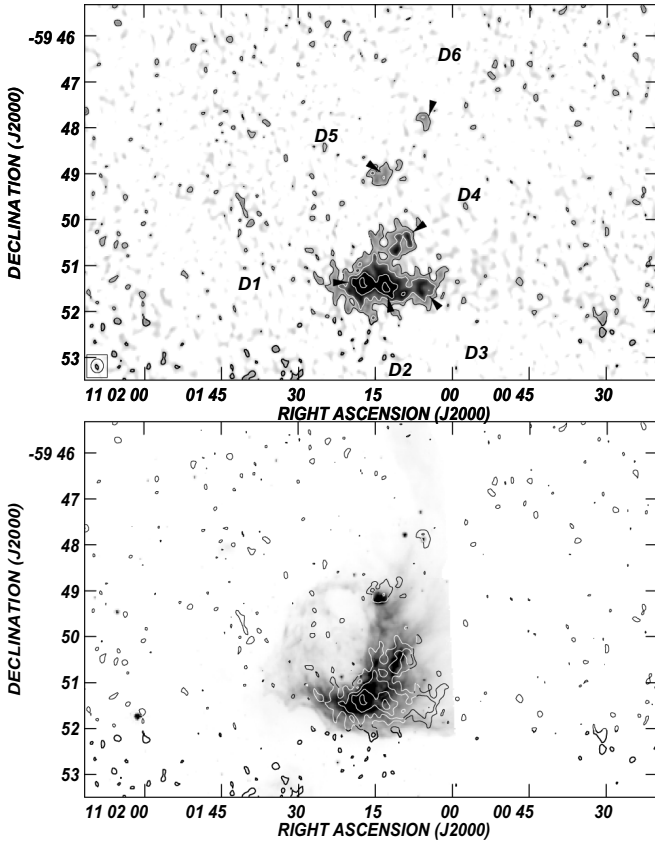 -59 46
D6
48
D5
49
D4
50
51
D1
52
D3
D2
53
11 02 00 01 45 30 15 00 00 45 30
RIGHT ASCENSION (J2000)
DECLINATION (J2000)
-59 46
47
48
49
50
51
52
53
11 02 00 01 45 30 15 00 00 45 30
RIGHT ASCENSION (J2000)
DECLINATION (J2000)